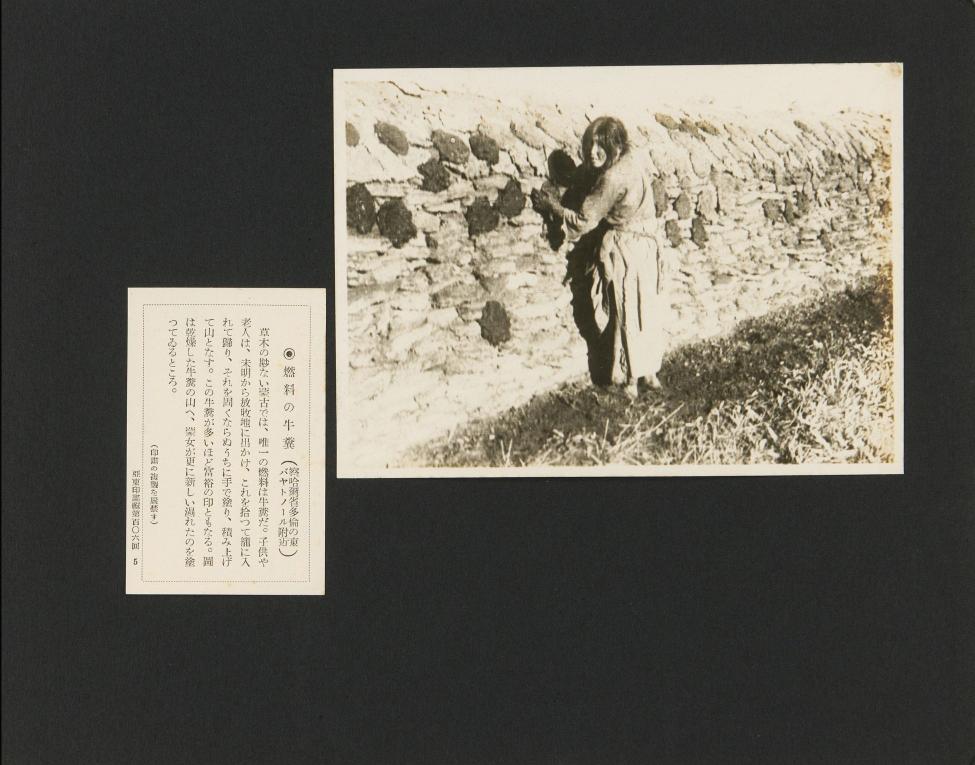 ◉燃料の牛糞（察哈爾省多倫の東バヤトノール附近）
草木の尠ない蒙古では、唯一の燃料は牛糞だ。子供や
老人は、未明から放牧地に出かけ、これを拾つて籠に入
れて歸り、それを固くならぬうちに手で塗り、積み上げ
て山となす。この牛糞が多いほど富裕の印ともなる。圖
は乾燥した牛糞の山へ、蒙女が更に新しい濕れたのを塗
つてゐるところ。
（印畫の複製を嚴禁す）
亞東印畫輯第百〇六回 5